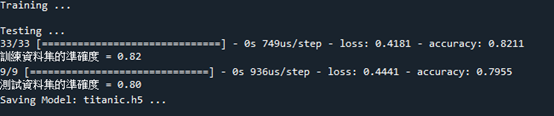 Training ...
Testing ...
33/33 [==============================] - 0s 749us/step - loss: 0.4181 - accuracy: 0.8211
訓練資料集的準確度 = 0.82
9/9 [==============================] - 0s 936us/step - loss: 0.4441 - accuracy: 0.7955
測試資料集的準確度 = 0.80
Saving Model: titanic.h5 ...